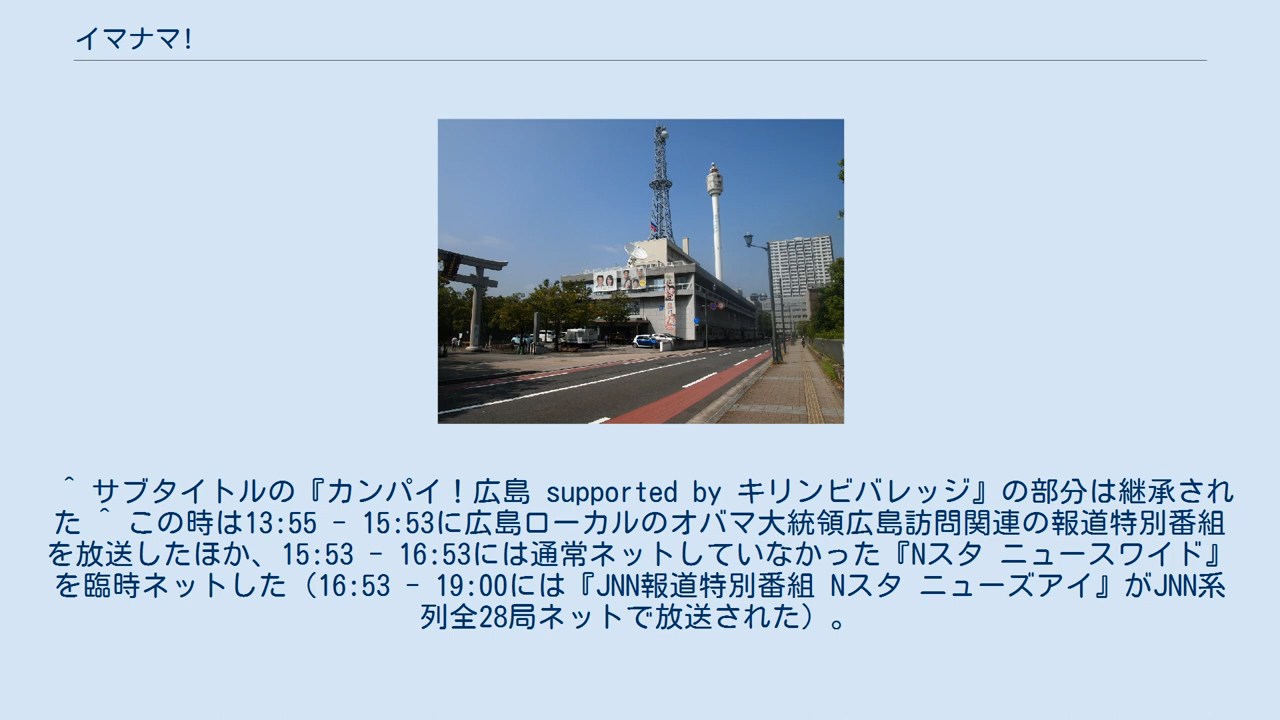 イマナマ!
^ サブタイトルの『カンパイ！広島 supported by キリンビバレッジ』の部分は継承され
た ^ この時は13:55 - 15:53に広島ローカルのオバマ大統領広島訪問関連の報道特別番組
を放送したほか、15:53 - 16:53には通常ネットしていなかった『Nスタ ニュースワイド』
を臨時ネットした（16:53 - 19:00には『JNN報道特別番組 Nスタ ニューズアイ』がJNN系
列全28局ネットで放送された）。